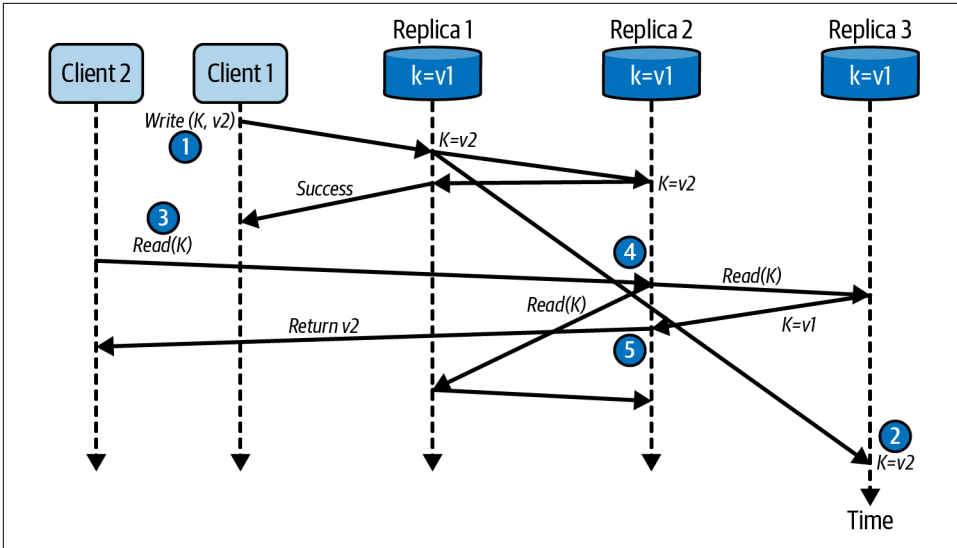 Replica 1
Replica 2
Replica 3
Client 2
Client 1
k=v1
k=v1
k=v1
Write (K, v2)
1
K=v2
K=v2
Success
3
Read(K)
4
Read(K)
Read(K)
K=v1
Return v2
5
2
K=v2
Time